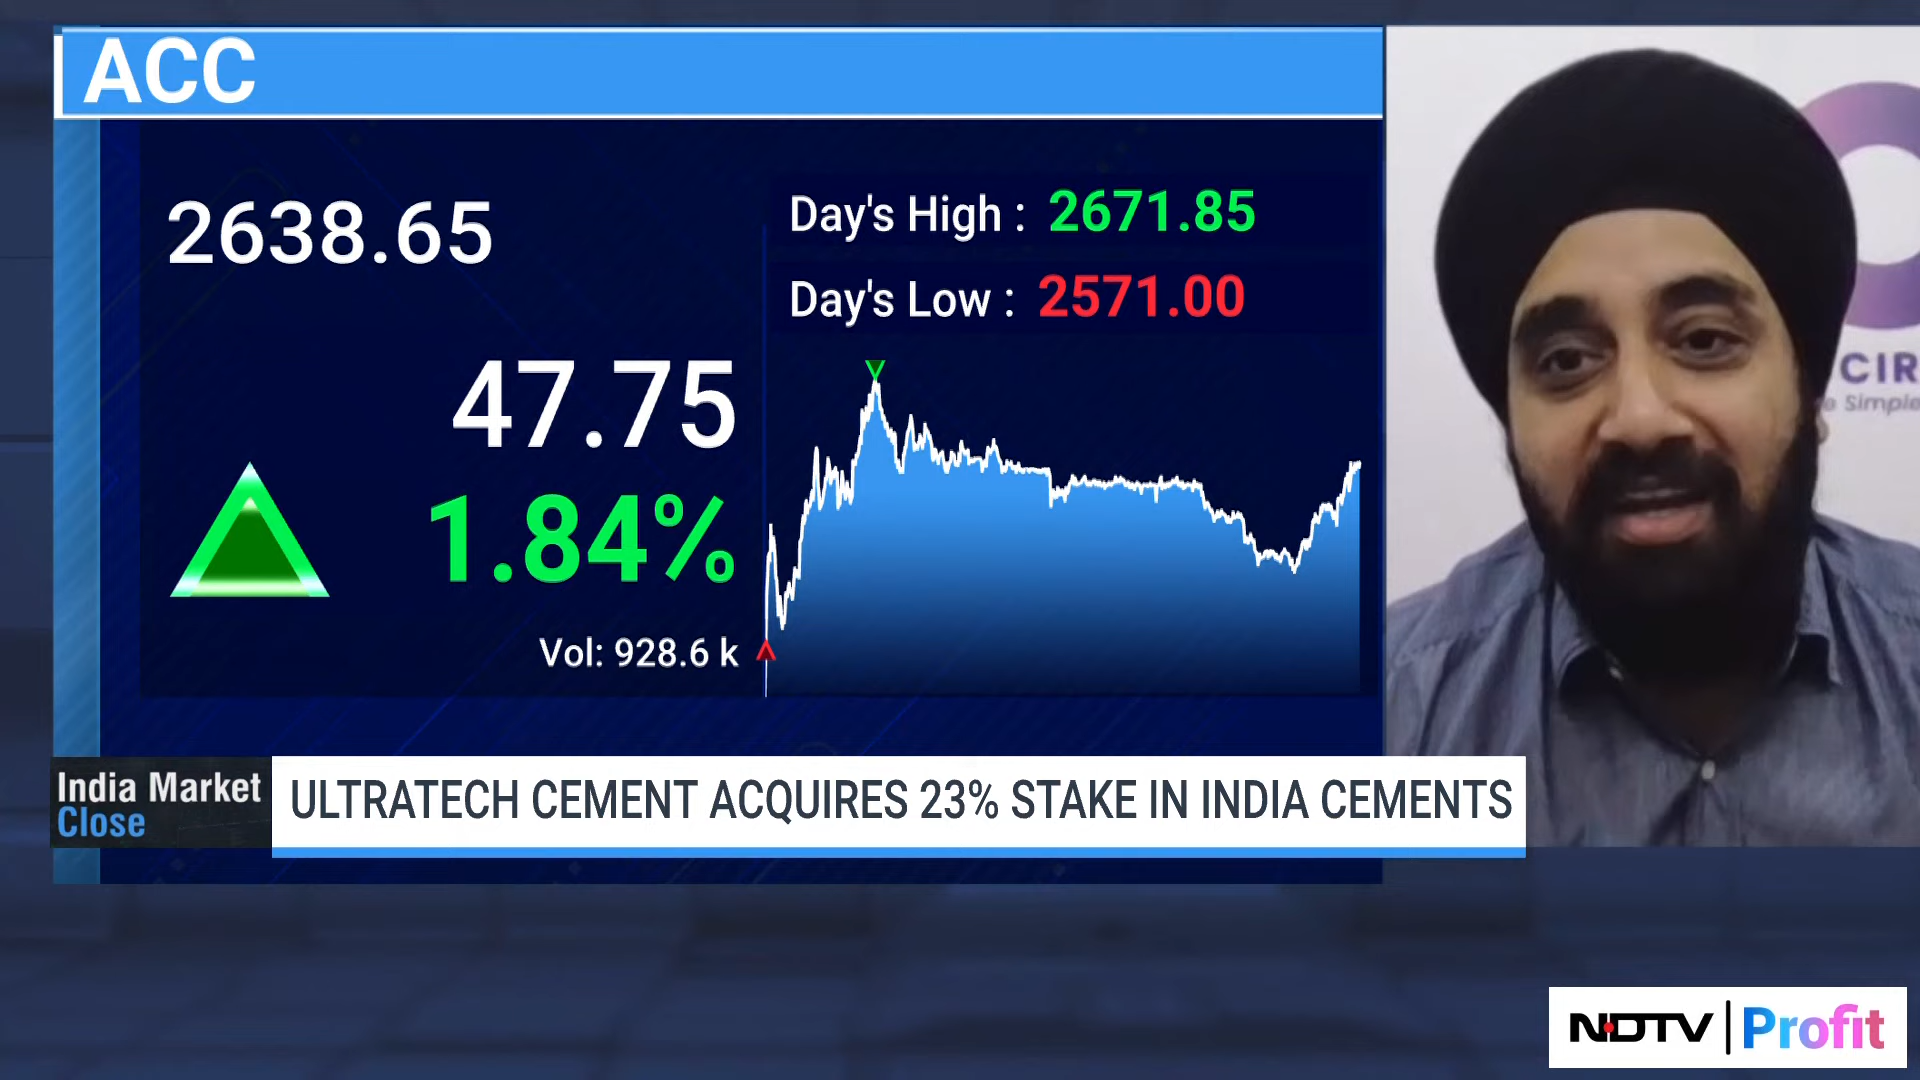 ACC
2638.65
47.75
1.84%
Vol: 928.6 k
Day's High : 2671.85
Day's Low : 2571.00
CIR
Simple
India Market
Close
ULTRATECH CEMENT ACQUIRES 23% STAKE IN INDIA CEMENTS
NDTV | Profit